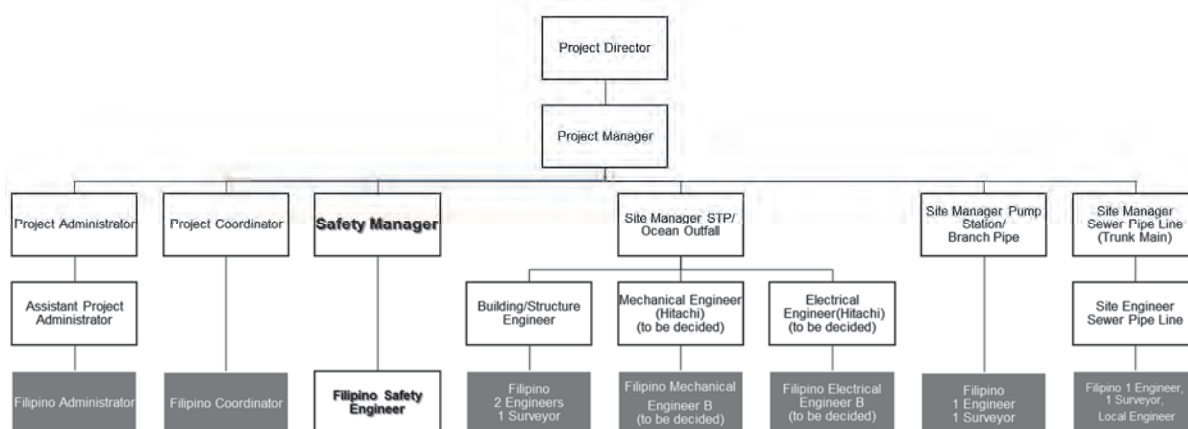 Project Director
Project Manager
Project Administrator
Project Coordinator
Safety Manager
Site Manager STP/
Ocean Outfall
Site Manager Pump
Station/
Branch Pipe
Site Manager
Sewer Pipe Line
(Trunk Main)
Assistant Project
Administrator
Building/Structure
Engineer
Mechanical Engineer
(Hitachi)
(to be decided)
Electrical
Engineer(Hitachi)
(to be decided)
Site Engineer
Sewer Pipe Line
Filipino Administrator
Filipino Coordinator
Filipino Safety
Engineer
Filipino
2 Engineers
1 Surveyor
Filipino Mechanical
Engineer B
(to be decided)
Filipino Electrical
Engineer B
(to be decided)
Filipino
1 Engineer
1 Surveyor
Filipino 1 Engineer,
1 Surveyor,
Local Engineer